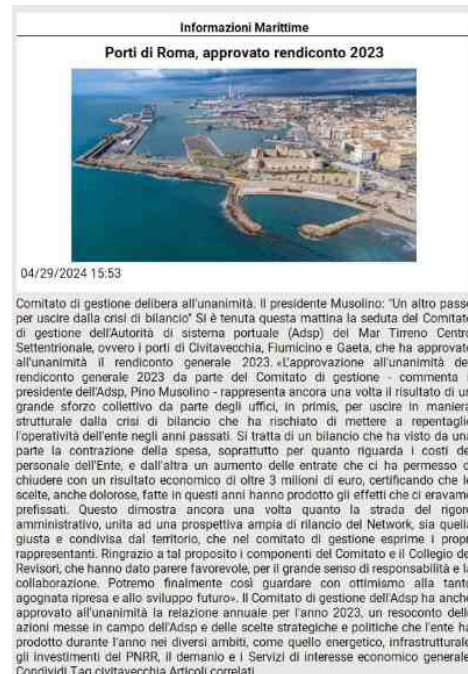 Informazioni Marittime
Porti di Roma, approvato rendiconto 2023
04/29/2024 15:53
Comitato di gestione delibera all'unanimità. Il presidente Musolino: "Un altro passo
per uscire dalla crisi di bilancio" Si è tenuta questa mattina la seduta del Comitato
di gestione dell'Autorità di sistema portuale (Adsp) del Mar Tirreno Centro
Settentrionale, ovvero i porti di Civitavecchia, Fiumicino e Gaeta, che ha approvato
all'unanimità il rendiconto generale 2023. «L'approvazione all'unanimità de
rendiconto generale 2023 da parte del Comitato di gestione - commenta i
presidente dell'Adsp, Pino Musolino - rappresenta ancora una volta il risultato di un
grande sforzo collettivo da parte degli uffici, in primis, per uscire in maniera
strutturale dalla crisi di bilancio che ha rischiato di mettere a repentaglio
l'operatività dell'ente negli anni passati. Si tratta di un bilancio che ha visto da una
parte la contrazione della spesa, soprattutto per quanto riguarda i costi de
personale dell'Ente, e dall'altra un aumento delle entrate che ci ha permesso d
chiudere con un risultato economico di oltre 3 milioni di euro, certificando che le
scelte, anche dolorose, fatte in questi anni hanno prodotto gli effetti che ci eravamo
prefissati. Questo dimostra ancora una volta quanto la strada del rigore
amministrativo, unita ad una prospettiva ampia di rilancio del Network, sia quella
giusta e condivisa dal territorio, che nel comitato di gestione esprime i propr
rappresentanti. Ringrazio a tal proposito i componenti del Comitato e il Collegio de
Revisori, che hanno dato parere favorevole, per il grande senso di responsabilità e la
collaborazione. Potremo finalmente così guardare con ottimismo alla tanto
agognata ripresa e allo sviluppo futuro». Il Comitato di gestione dell'Adsp ha anche
approvato all'unanimità la relazione annuale per l'anno 2023, un resoconto delle
azioni messe in campo dell'Adsp e delle scelte strategiche e politiche che l'ente ha
prodotto durante l'anno nei diversi ambiti, come quello energetico, infrastrutturale
gli investimenti del PNRR, il demanio e i Servizi di interesse economico generale
Condividi Tag civitavecchia Articoli correlati